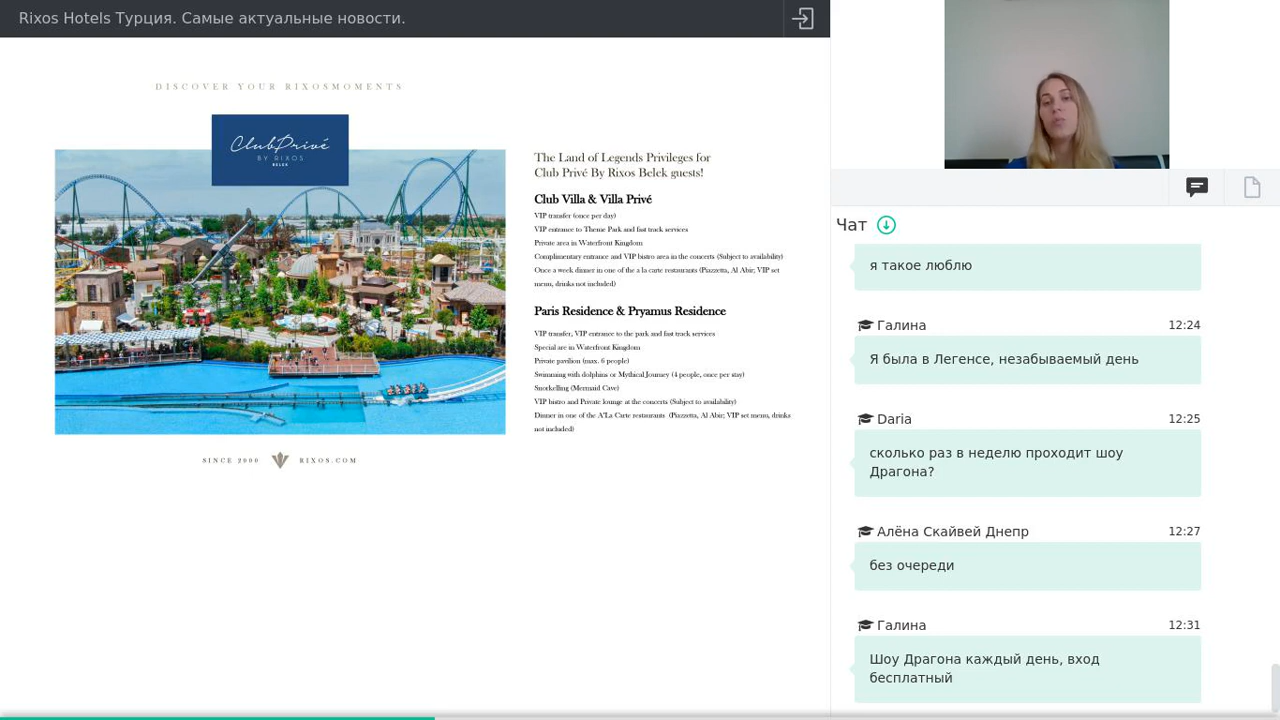 Rixos Hotels Турция. Самые актуальные новости.
DISCOVER YOUR RIXOSMOMENTS
Club Privé
BY RIXOS
BELEK
The Land of Legends Privileges for
Club Privé By Rixos Belek guests!
Club Villa & Villa Privé
VIP transfer (once per day)
VIP entrance to Theme Park and fast track services
Private area in Waterfront Kingdom
Complimentary entrance and VIP bistro area in the concerts (Subject to availability)
Once a week dinner in one of the a la carte restaurants (Piazzetta, Al Abir; VIP set
menu, drinks not included)
Paris Residence & Pryamus Residence
VIP transfer, VIP entrance to the park and fast track services
Special are in Waterfront Kingdom
Private pavilion (max. 6 people)
Swimming with dolphins or Mythical Journey (4 people, once per stay)
Snorkelling (Mermaid Cave)
VIP bistro and Private lounge at the concerts (Subject to availability)
Dinner in one of the A'La Carte restaurants (Piazzetta, Al Abir; VIP set menu, drinks
not included)
SINCE 2000 RIXOS.COM
Чат
я такое люблю
Галина 12:24
Я была в Легенсе, незабываемый день
Daria 12:25
сколько раз в неделю проходит шоу
Драгона?
Алёна Скайвей Днепр 12:27
без очереди
Галина 12:31
Шоу Драгона каждый день, вход
бесплатный